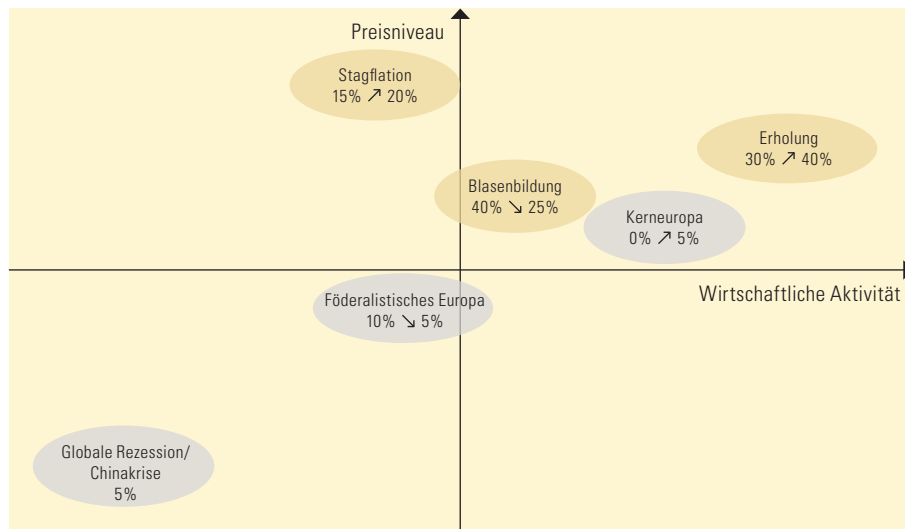 Preisniveau
Stagflation
15% ↗ 20%
Erholung
30% ↗ 40%
Blasenbildung
40% ↘ 25%
Kerneuropa
0% ↗ 5%
Wirtschaftliche Aktivität
Föderalistisches Europa
10% ↘ 5%
Globale Rezession/
Chinakrise
5%